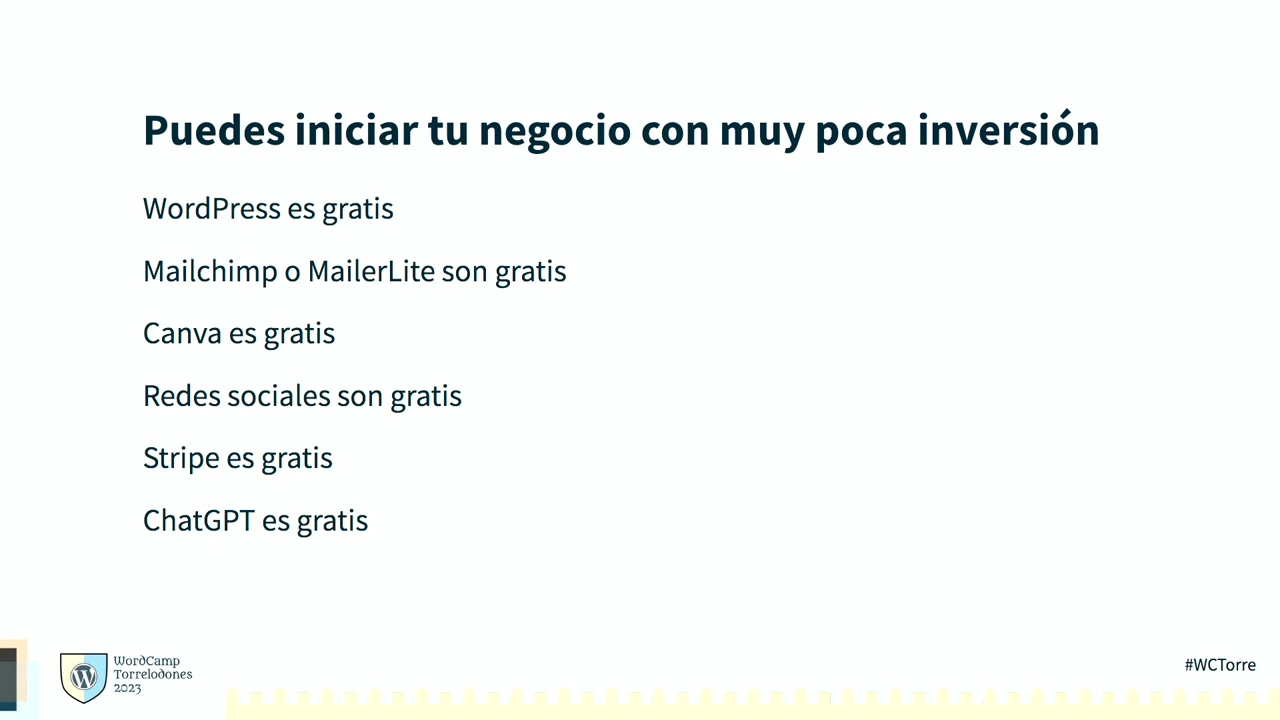 Puedes iniciar tu negocio con muy poca inversión
WordPress es gratis
Mailchimp o MailerLite son gratis
Canva es gratis
Redes sociales son gratis
Stripe es gratis
ChatGPT es gratis
WordCamp
Torrelodones
2023
#WCTorre